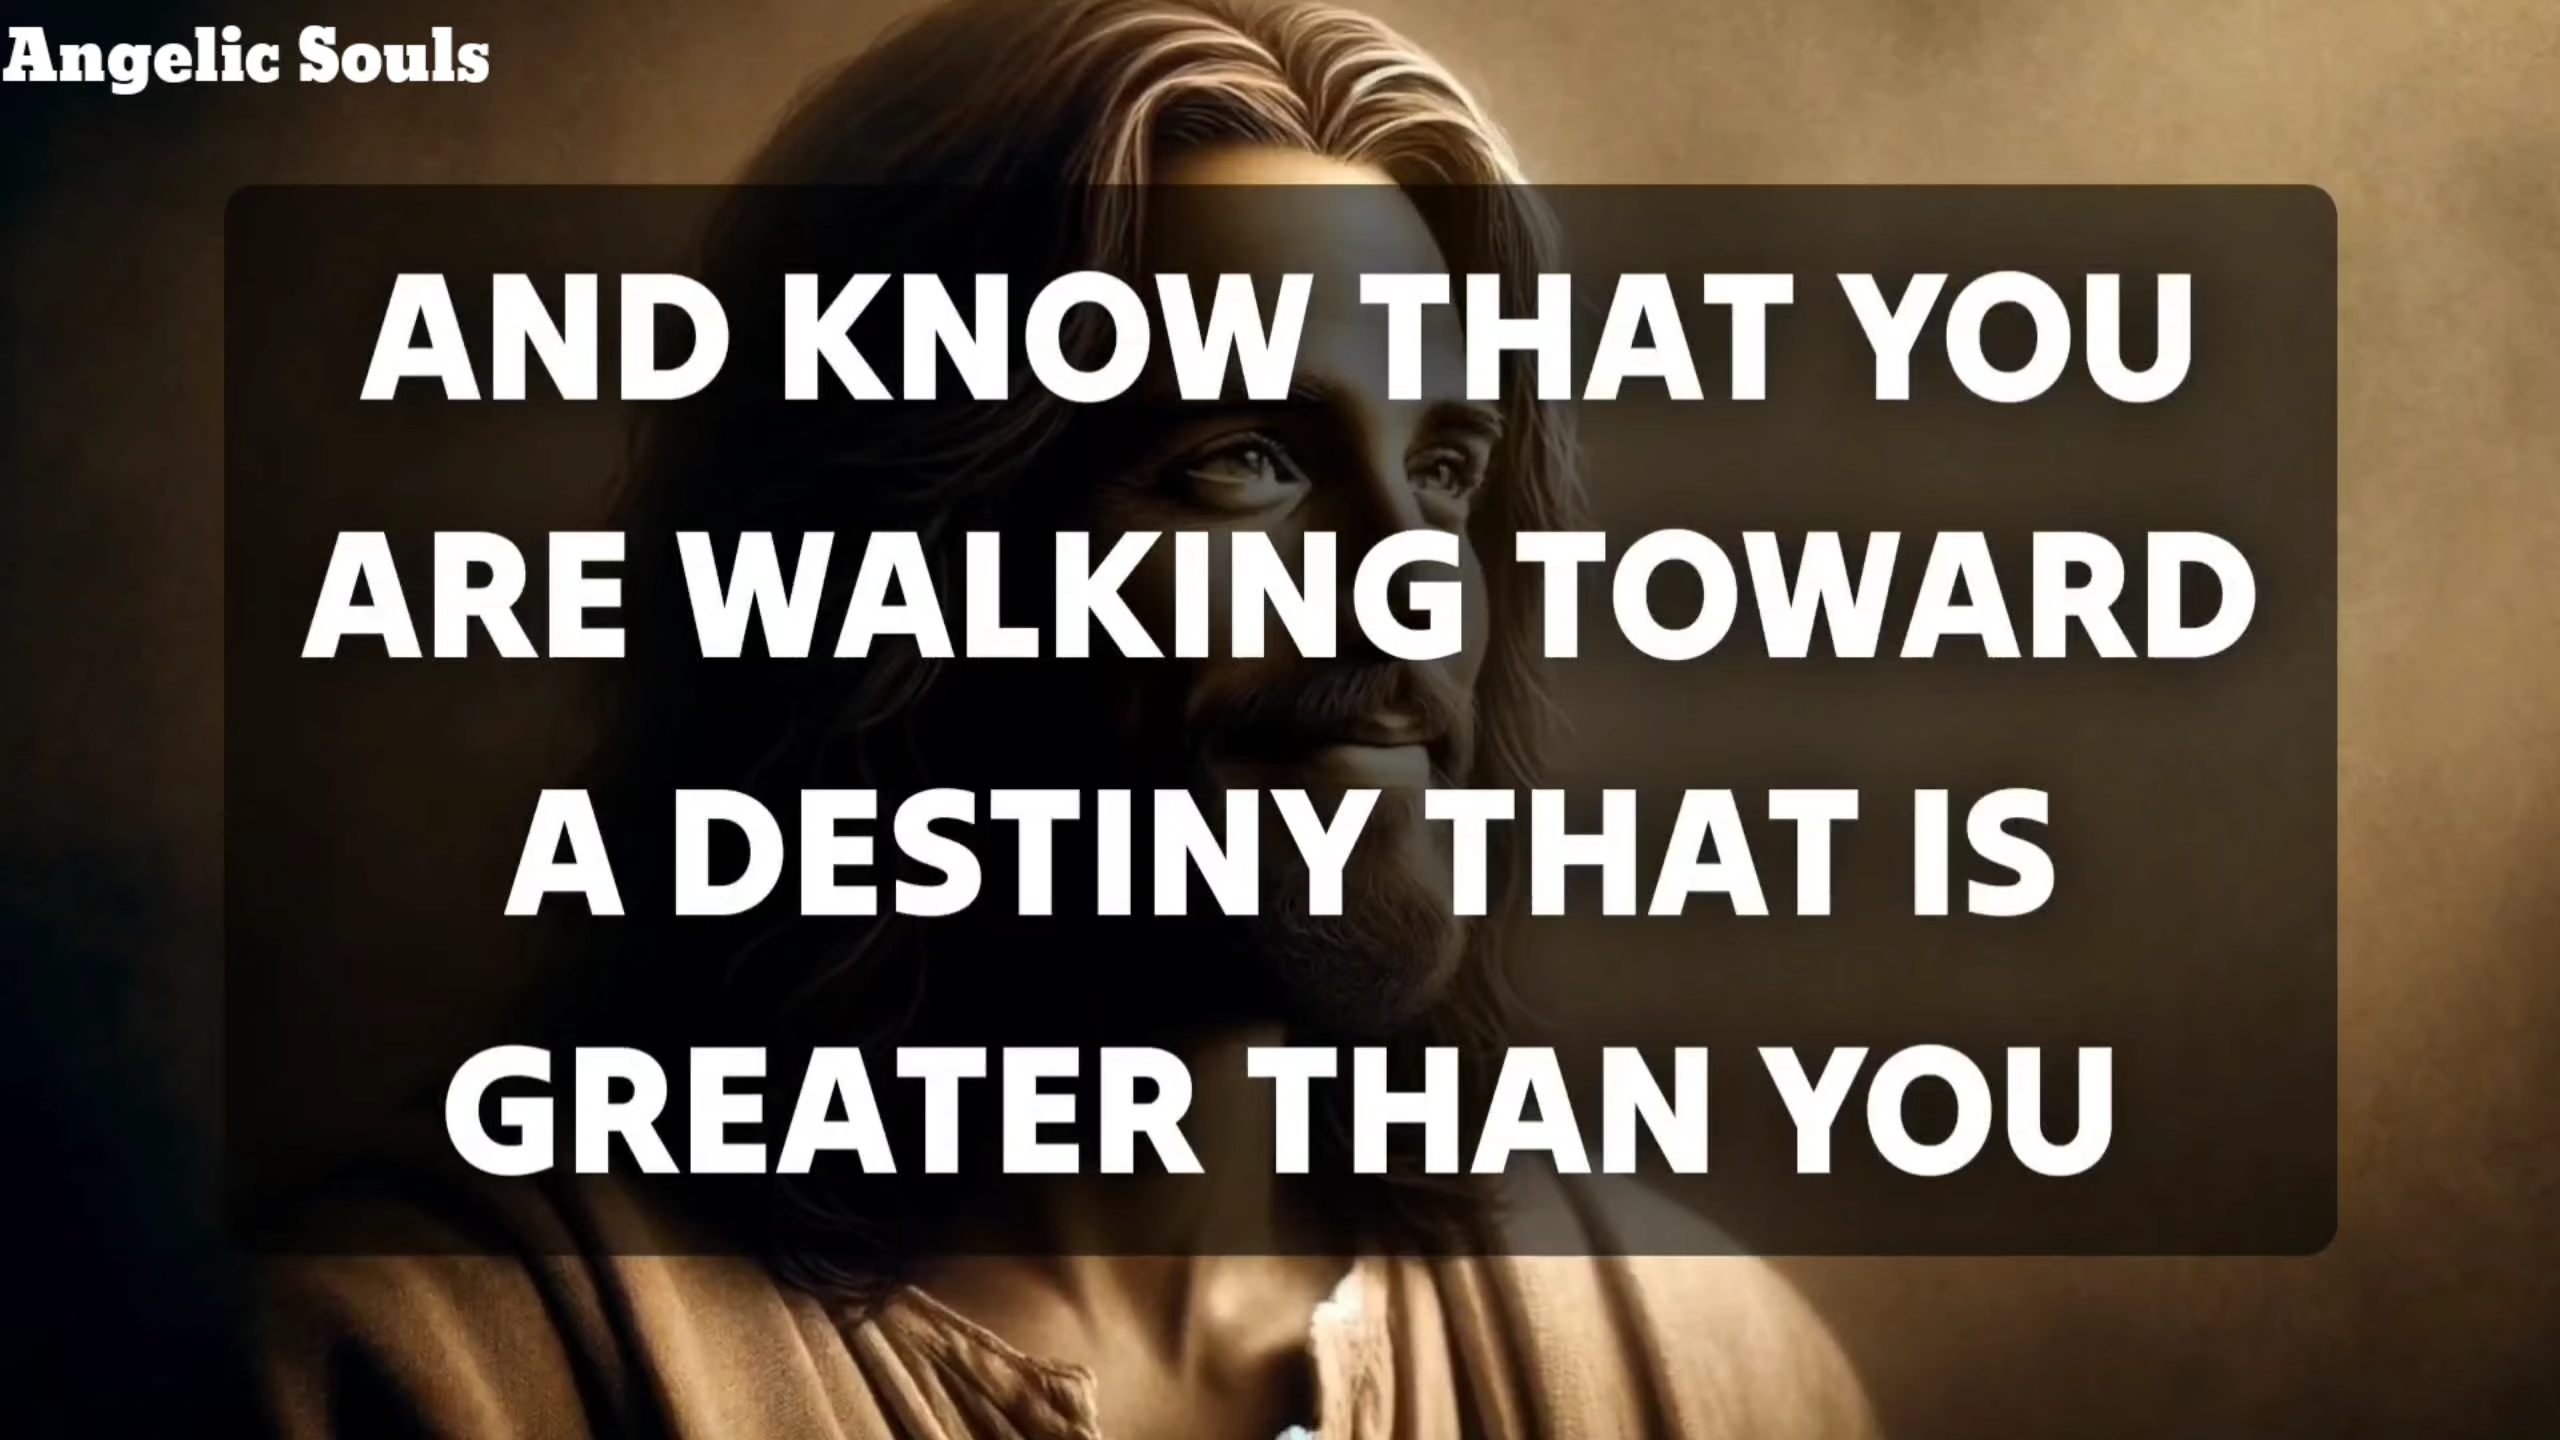 Angelic Souls
AND KNOW THAT YOU
ARE WALKING TOWARD
A DESTINY THAT IS
GREATER THAN YOU